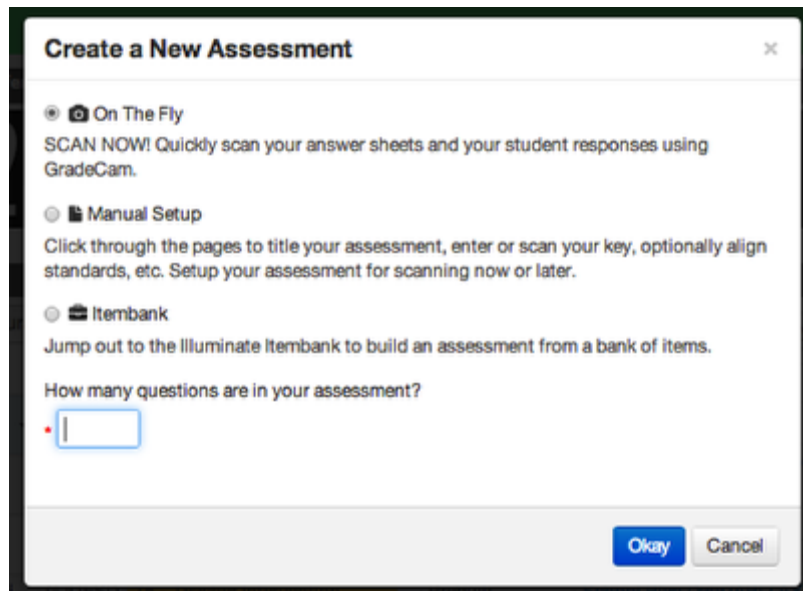 Create a New Assessment ×
On The Fly
SCAN NOW! Quickly scan your answer sheets and your student responses using
GradeCam.
Manual Setup
Click through the pages to title your assessment, enter or scan your key, optionally align
standards, etc. Setup your assessment for scanning now or later.
Itembank
Jump out to the Illuminate Itembank to build an assessment from a bank of items.
How many questions are in your assessment?
*
Okay Cancel